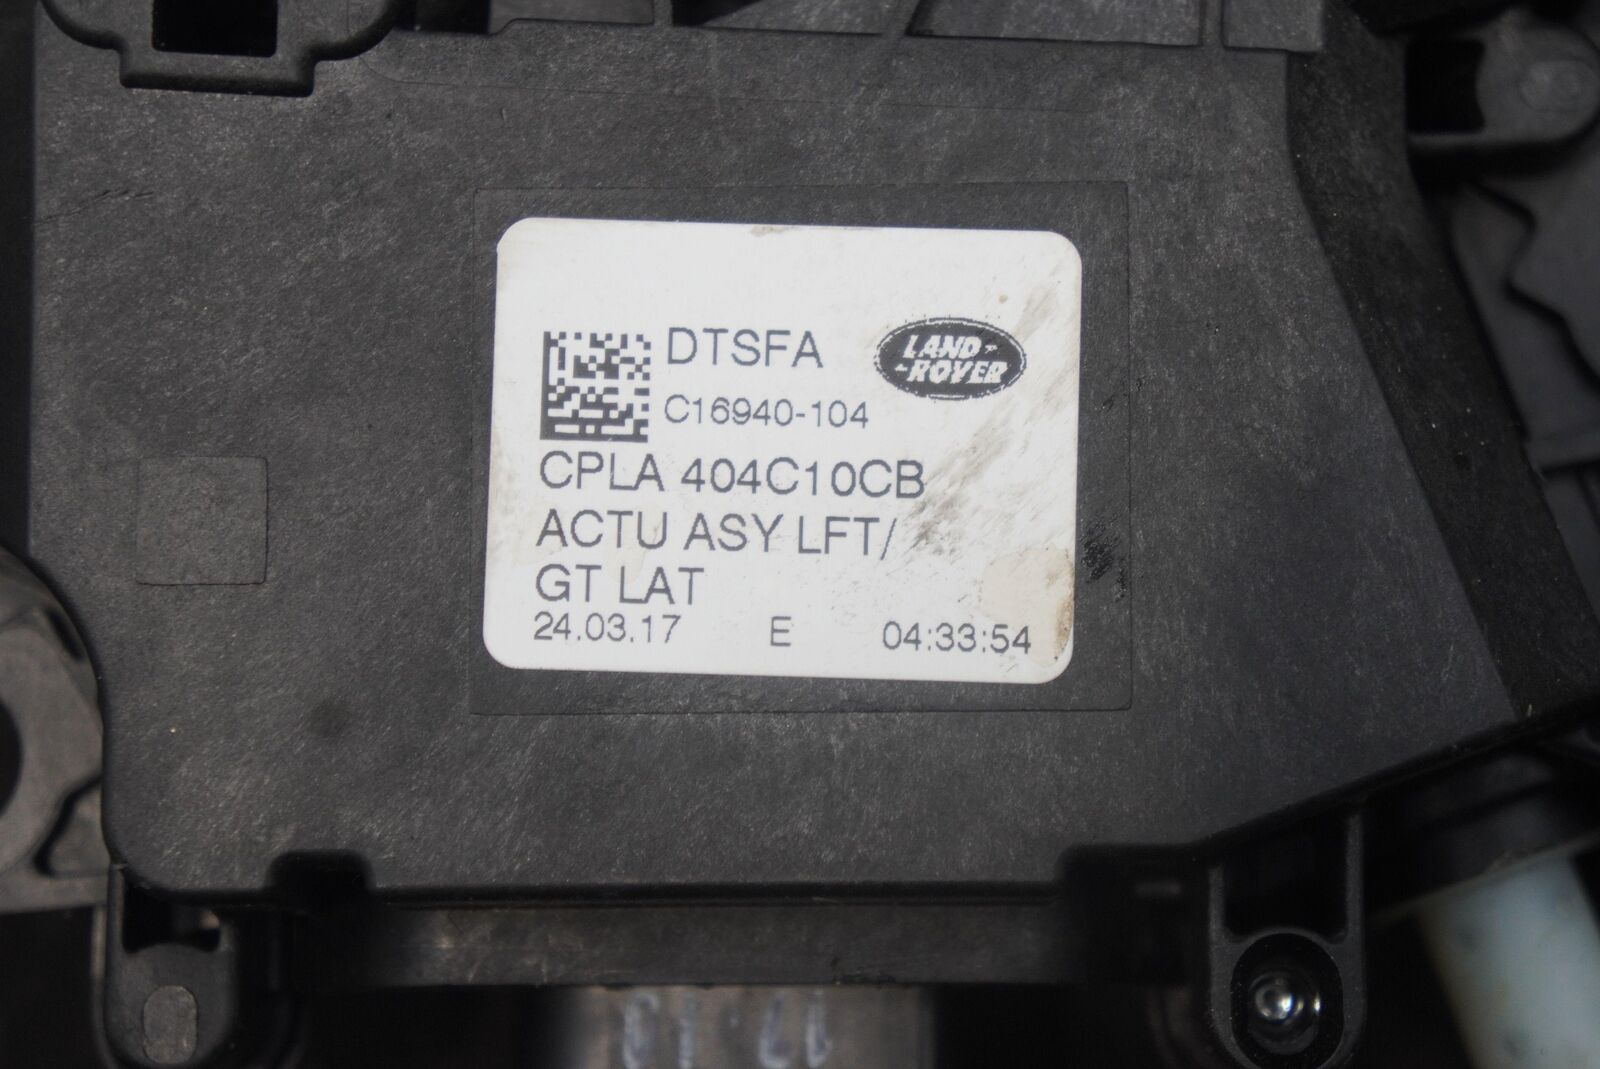 DTSFA
LAND-
-ROVER
C16940-104
CPLA 404C10CB
ACTU ASY LFT/
GT LAT
24.03.17 E 04:33:54